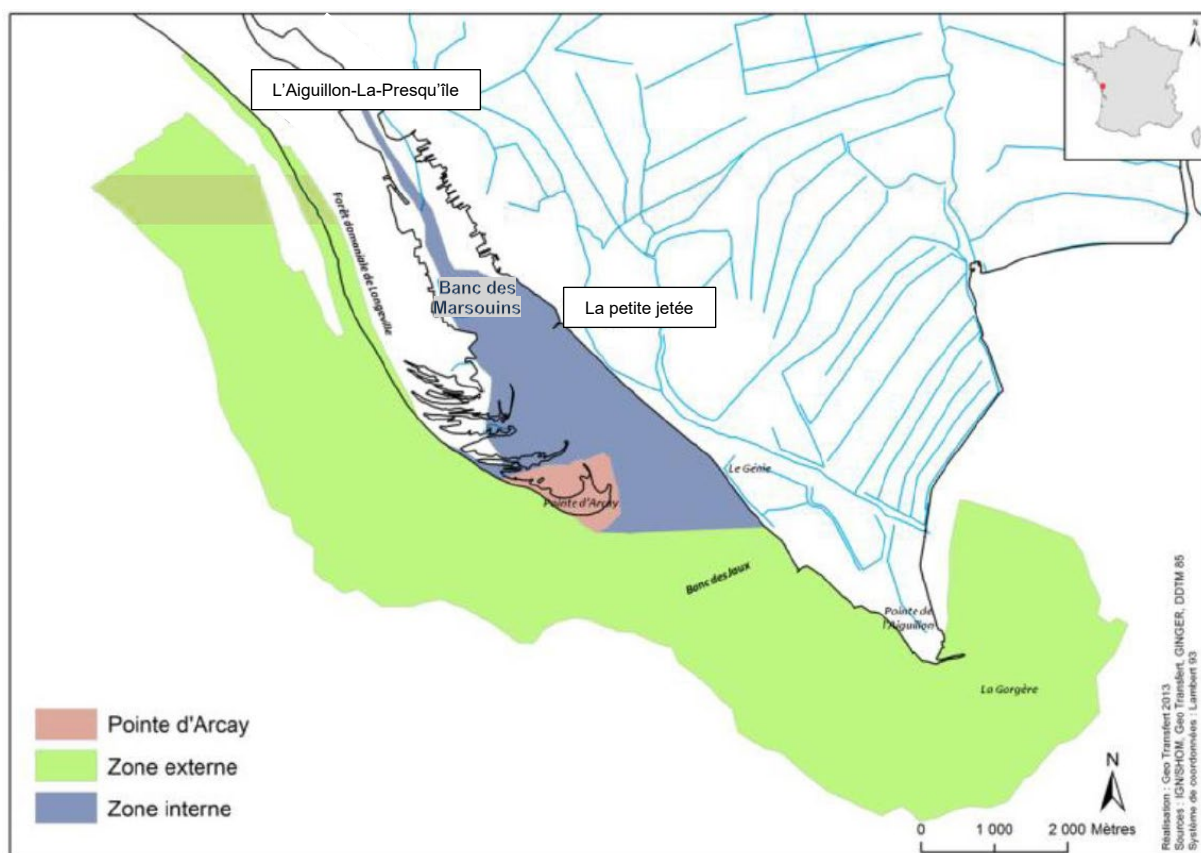 N
L'Aiguillon-La-Presqu'île
Forêt domaniale de Longeville
Banc des
Marsouins
La petite jetée
Le Génie
Pointe d'Arcay
Banc des Jaux
Pointe de
l'Aiguillon
La Gorgère
Pointe d'Arcay
Zone externe
Zone interne
N
0 1 000 2 000 Mètres
Réalisation : Geo Transfert 2013
Sources : IGN/SHOM, Geo Transfert, GINGER, DDTM 85
Système de coordonnées : Lambert 93